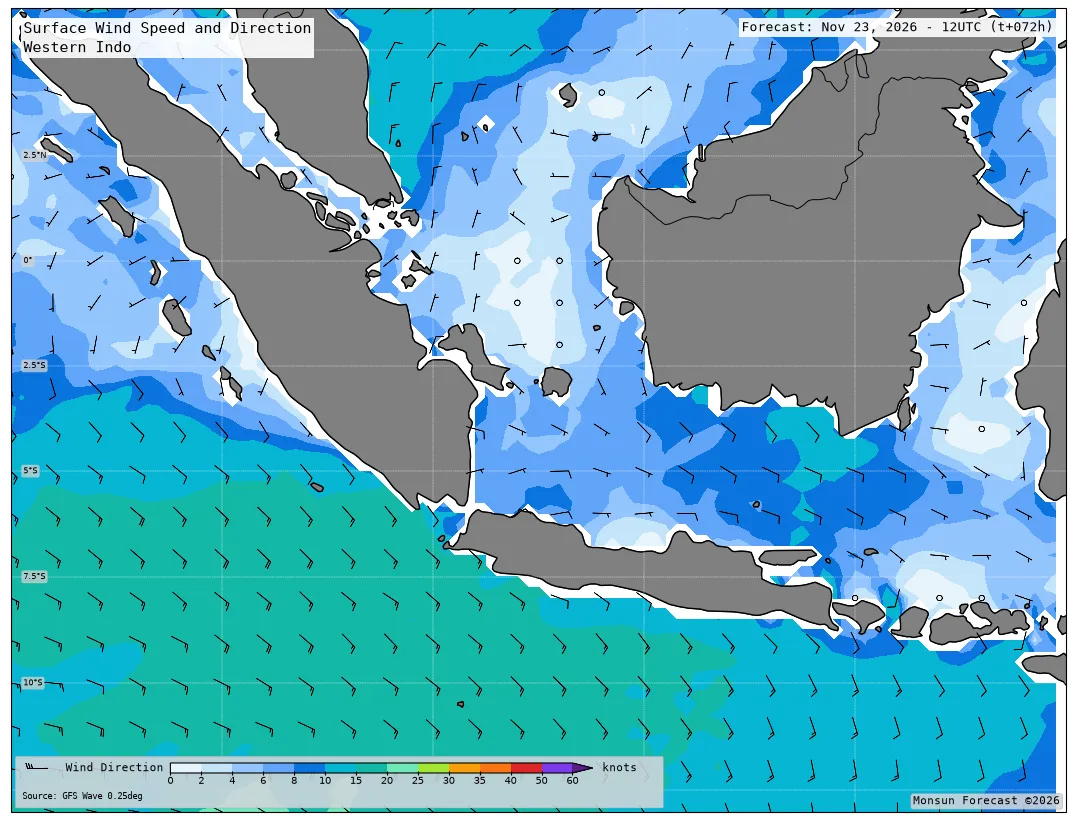 Surface Wind Speed and Direction
Western Indo
Forecast: Nov 23, 2026 - 12UTC (t+072h)
2.5°N
0°
2.5°S
5°S
7.5°S
10°S
Wind Direction
0 2 4 6 8 10 15 20 25 30 35 40 50 60
knots
Source: GFS Wave 0.25deg
Monsun Forecast ©2026